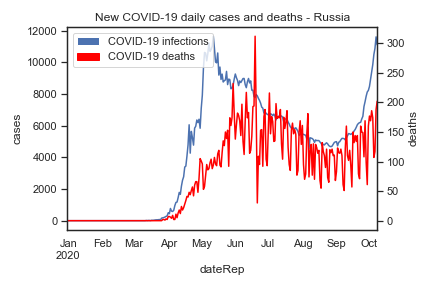 New COVID-19 daily cases and deaths - Russia
COVID-19 infections
COVID-19 deaths
12000
10000
8000
6000
4000
2000
0
cases
300
250
200
150
100
50
0
deaths
Jan Feb Mar Apr May Jun Jul Aug Sep Oct
2020
dateRep